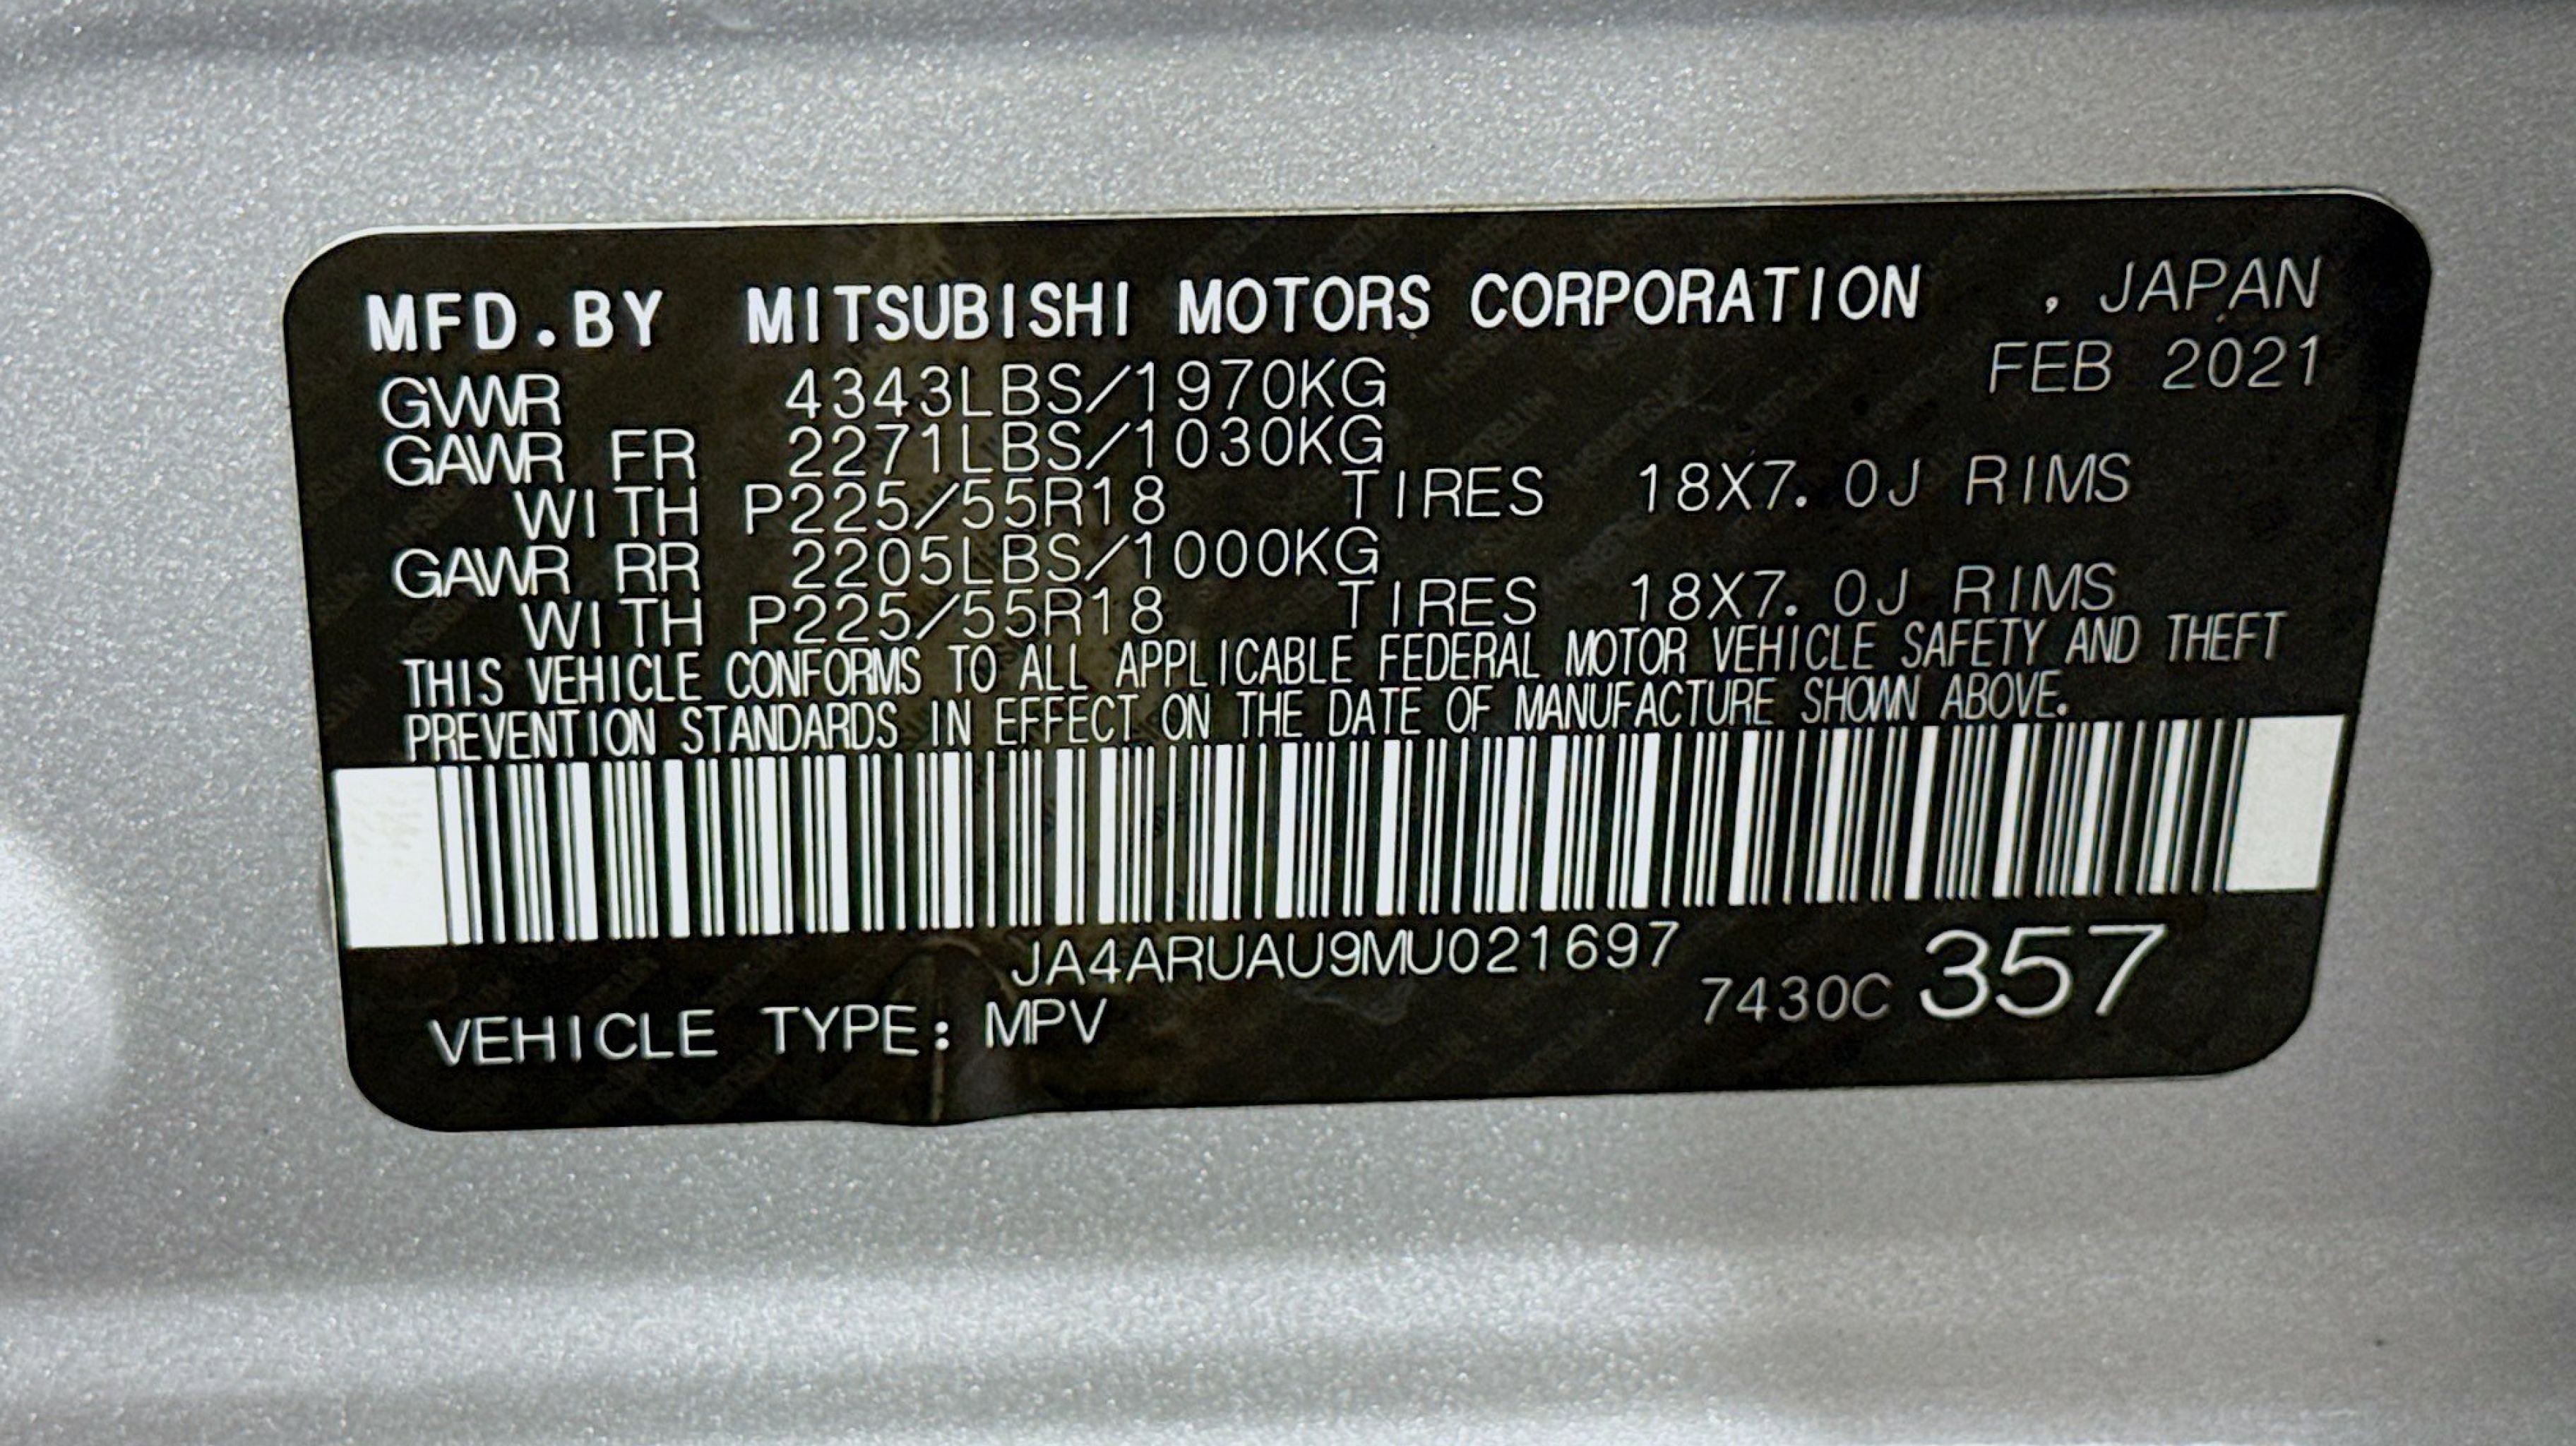 MFD.BY MITSUBISHI MOTORS CORPORATION , JAPAN
FEB 2021
GVWR 4343LBS/1970KG
GAWR FR 2271LBS/1030KG
WITH P225/55R18 TIRES 18X7.0J RIMS
GAWR RR 2205LBS/1000KG
WITH P225/55R18 TIRES 18X7.0J RIMS
THIS VEHICLE CONFORMS TO ALL APPLICABLE FEDERAL MOTOR VEHICLE SAFETY AND THEFT
PREVENTION STANDARDS IN EFFECT ON THE DATE OF MANUFACTURE SHOWN ABOVE.
JA4ARUAU9MU021697
7430C 357
VEHICLE TYPE: MPV